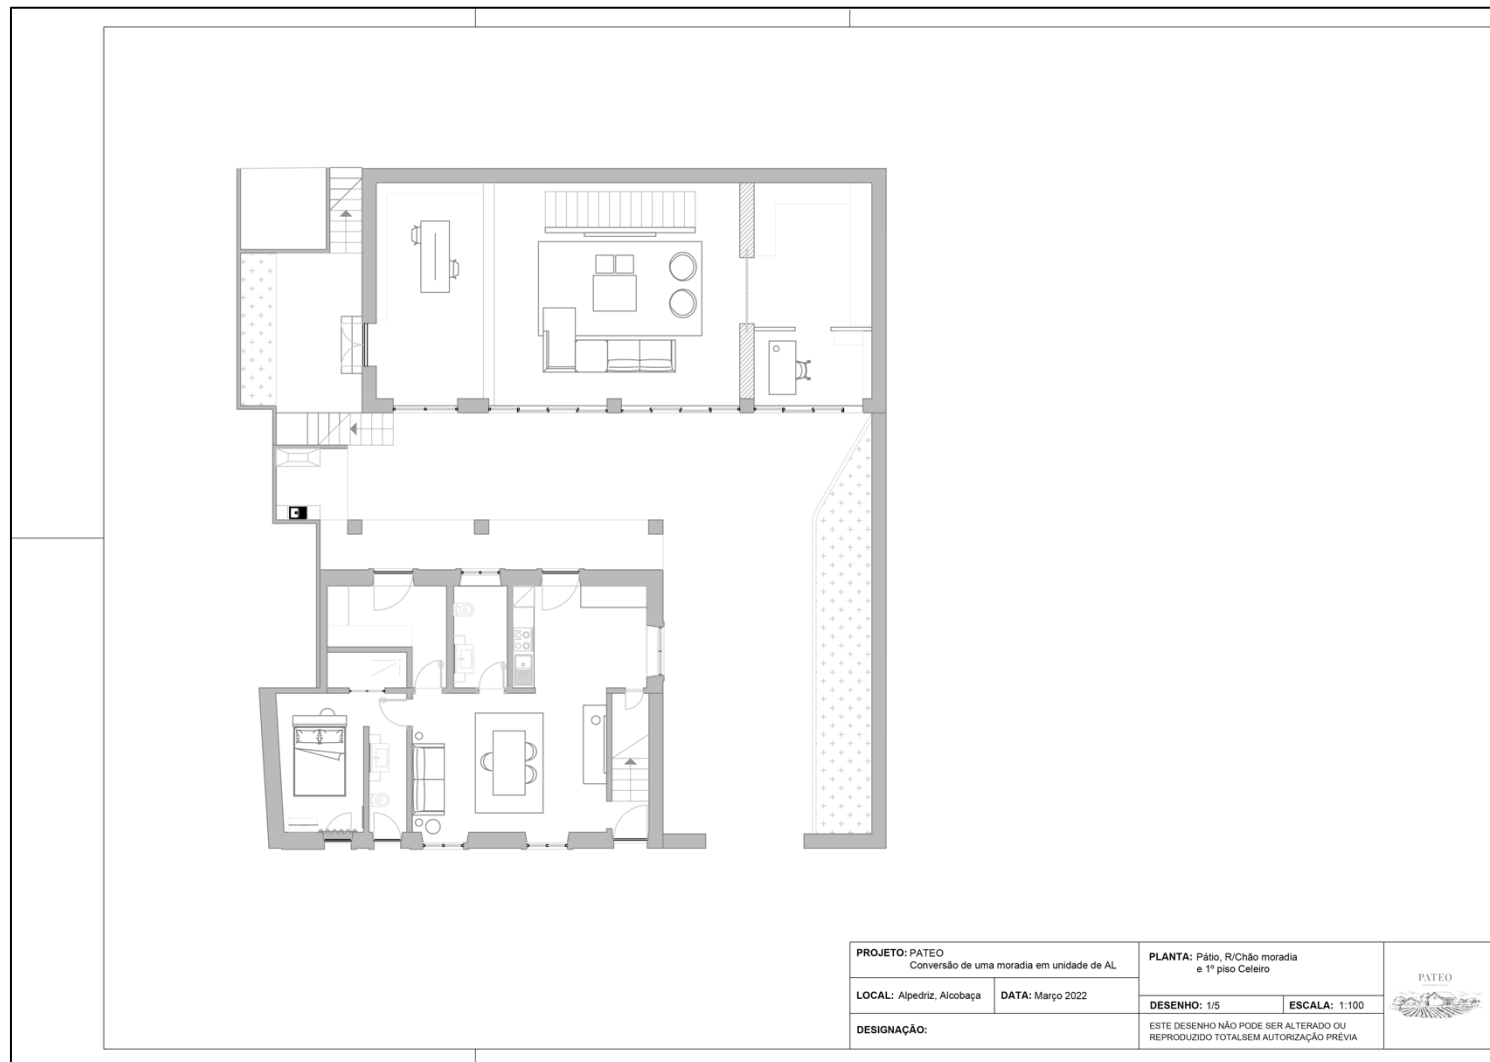 PROJETO: PATEO
Conversão de uma moradia em unidade de AL
LOCAL: Alpedriz, Alcobaça
DATA: Março 2022
DESIGNAÇÃO:
PLANTA: Pátio, R/Chão moradia
e 1º piso Celeiro
DESENHO: 1/5
ESCALA: 1:100
ESTE DESENHO NÃO PODE SER ALTERADO OU
REPRODUZIDO TOTALSEM AUTORIZAÇÃO PRÉVIA
PATEO